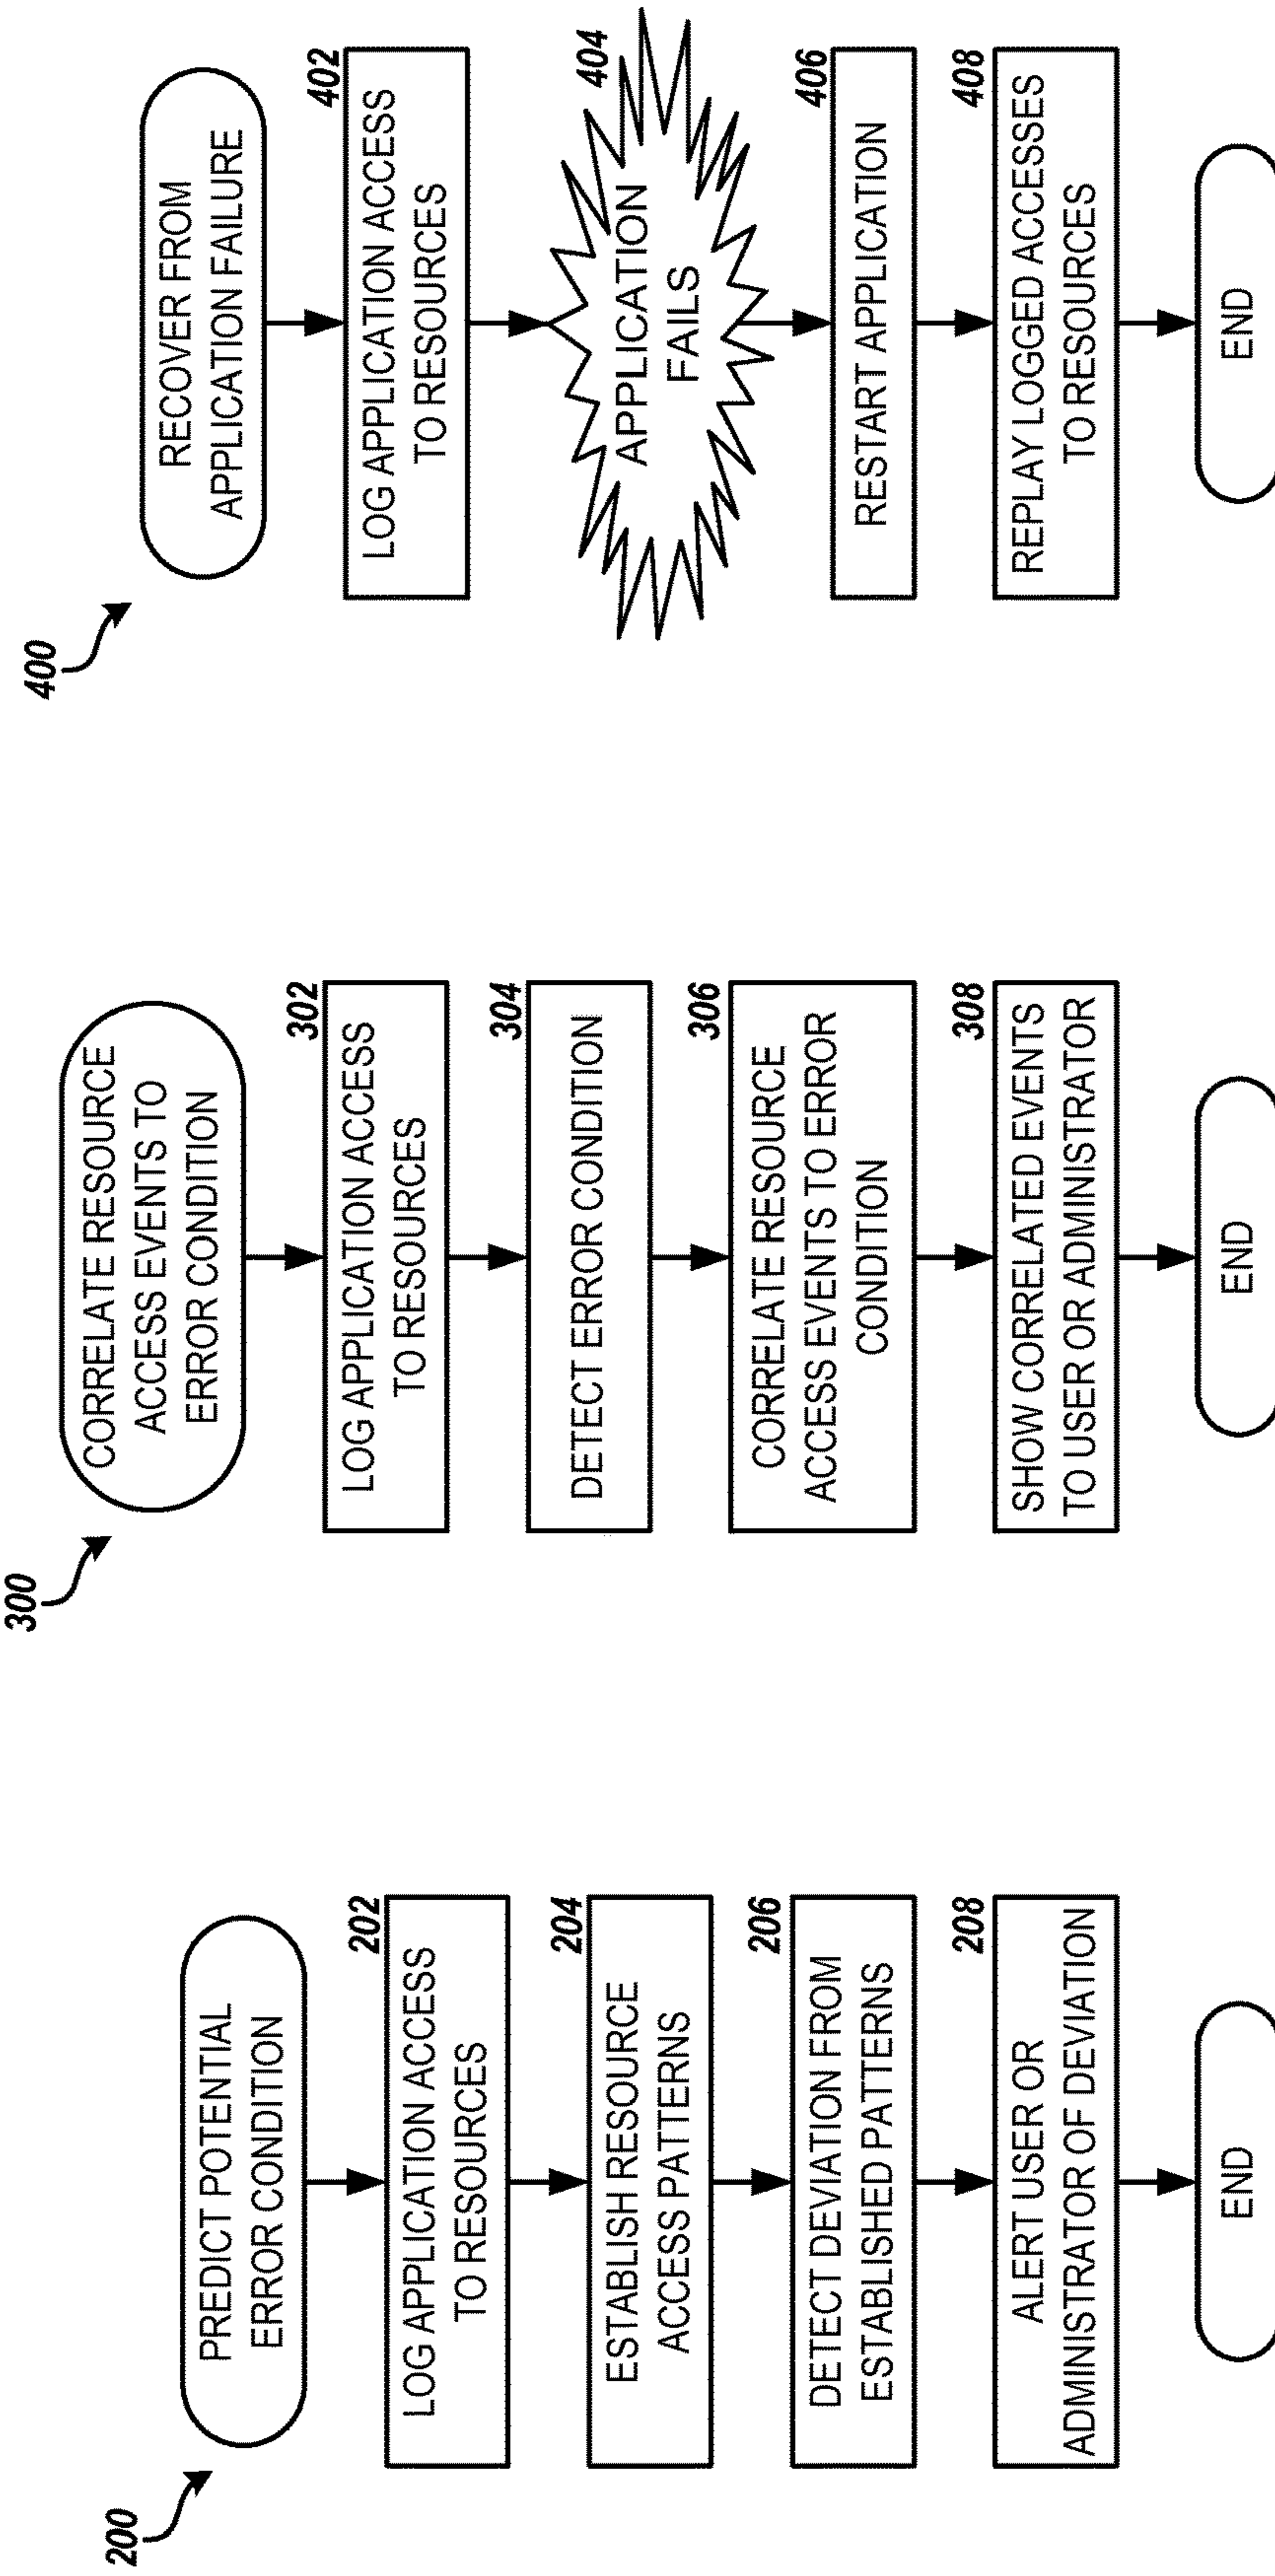 200
PREDICT POTENTIAL
ERROR CONDITION
202
LOG APPLICATION ACCESS
TO RESOURCES
204
ESTABLISH RESOURCE
ACCESS PATTERNS
206
DETECT DEVIATION FROM
ESTABLISHED PATTERNS
208
ALERT USER OR
ADMINISTRATOR OF DEVIATION
END
300
CORRELATE RESOURCE
ACCESS EVENTS TO
ERROR CONDITION
302
LOG APPLICATION ACCESS
TO RESOURCES
304
DETECT ERROR CONDITION
306
CORRELATE RESOURCE
ACCESS EVENTS TO ERROR
CONDITION
308
SHOW CORRELATED EVENTS
TO USER OR ADMINISTRATOR
END
400
RECOVER FROM
APPLICATION FAILURE
402
LOG APPLICATION ACCESS
TO RESOURCES
404
APPLICATION
FAILS
406
RESTART APPLICATION
408
REPLAY LOGGED ACCESSES
TO RESOURCES
END